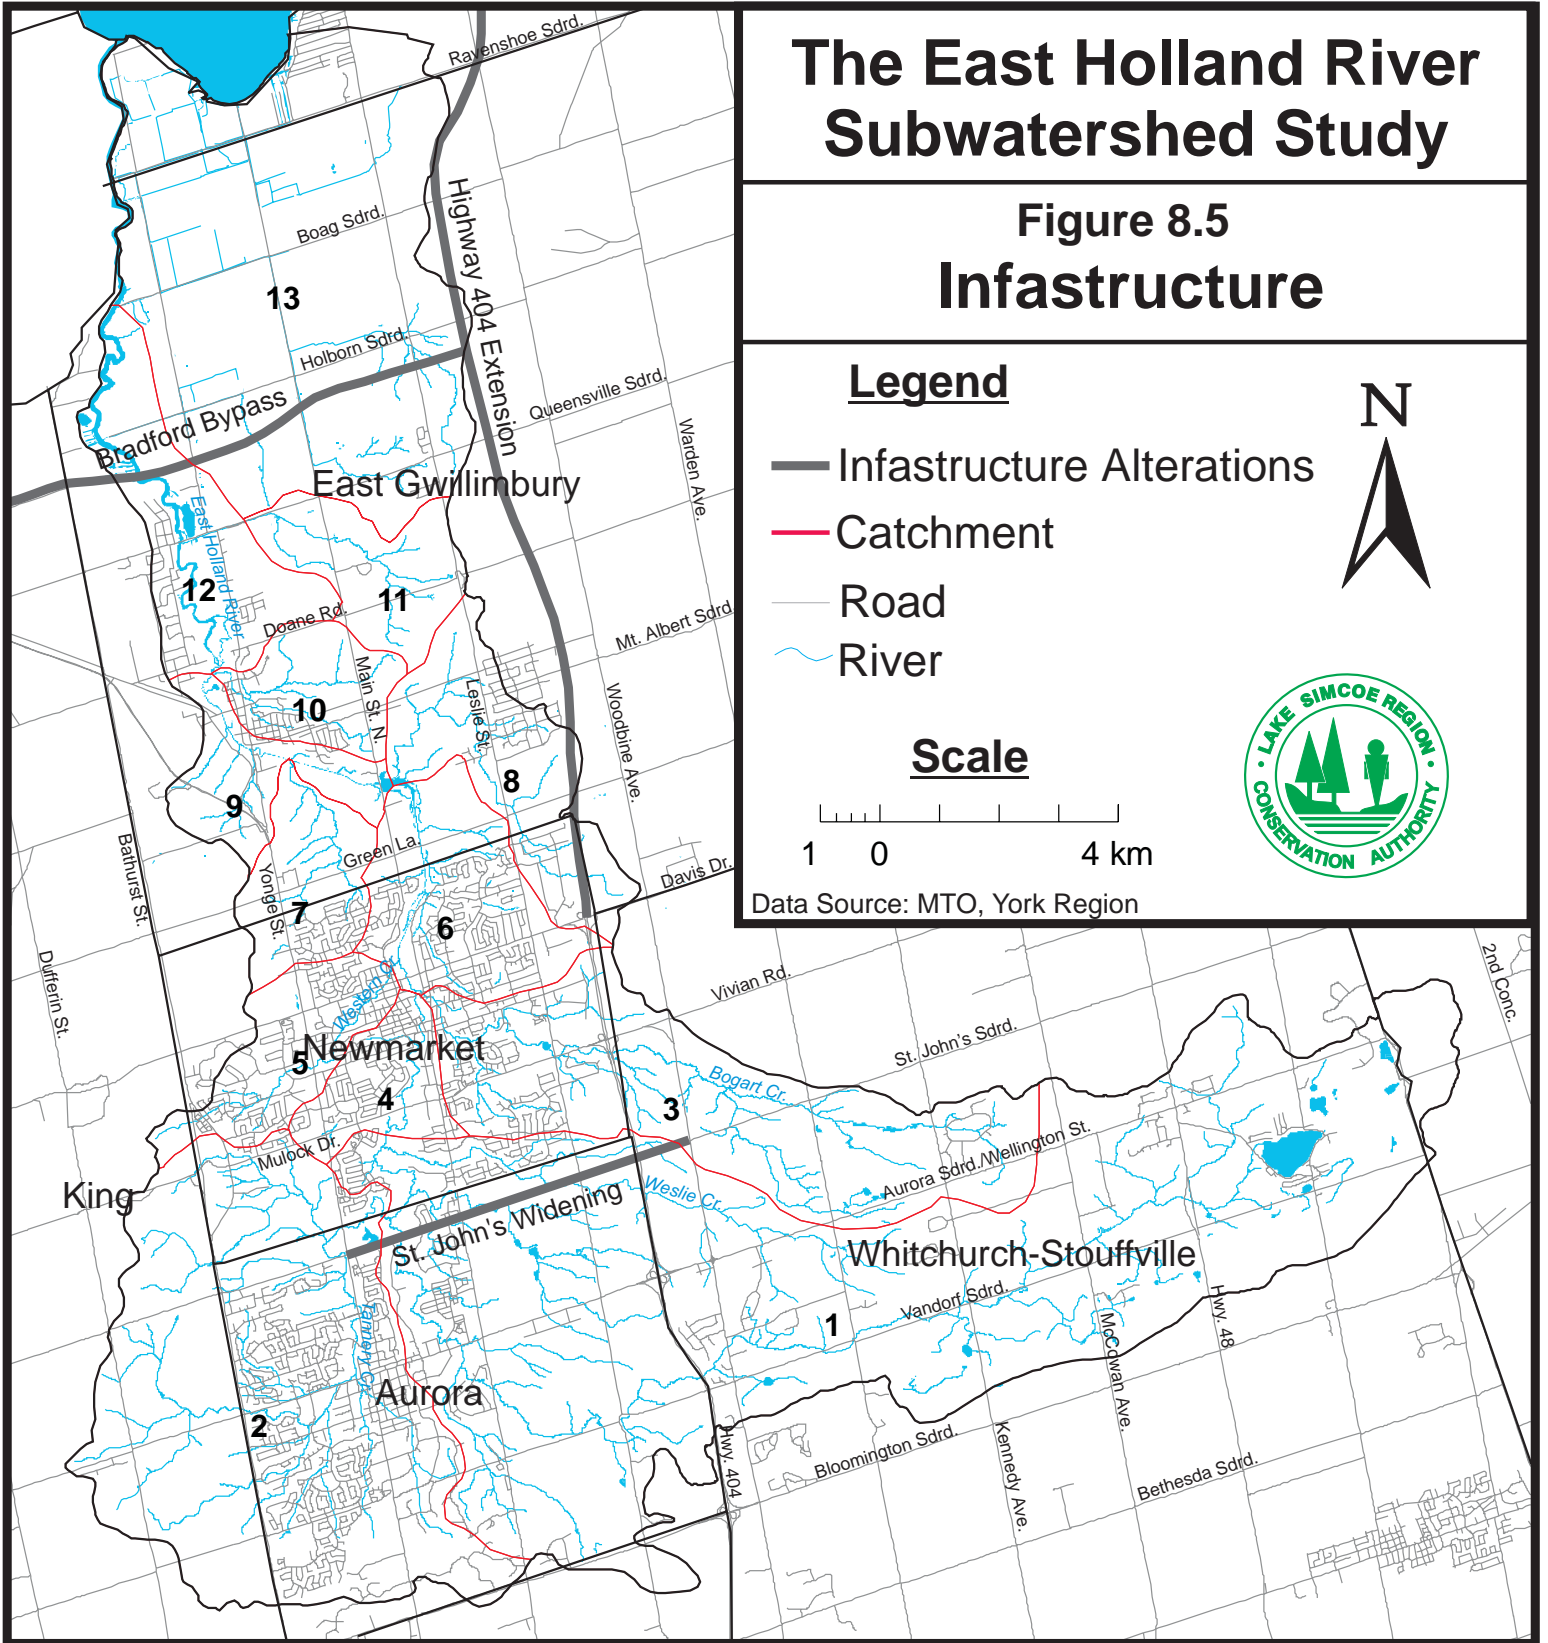 The East Holland River
Subwatershed Study
Figure 8.5
Infastructure
Legend
Infastructure Alterations
Catchment
Road
River
N
LAKE SIMCOE REGION
CONSERVATION AUTHORITY
Scale
1 0 4 km
Data Source: MTO, York Region
Ravenshoe Sdrd.
Boag Sdrd.
Highway 404 Extension
13
Holborn Sdrd.
Queensville Sdrd.
Bradford Bypass
Warden Ave.
East Gwillimbury
East Holland River
12
11
Doane Rd.
Mt. Albert Sdrd.
Main St. N.
Leslie St.
Woodbine Ave.
10
8
9
Bathurst St.
Green La.
Davis Dr.
Yonge St.
7
6
Dufferin St.
Western Cr.
Vivian Rd.
2nd Conc.
St. John's Sdrd.
Newmarket
5
4
Bogart Cr.
3
Mulock Dr.
Aurora Sdrd./Wellington St.
King
Weslie Cr.
St. John's Widening
Whitchurch-Stouffville
Vandorf Sdrd.
Hwy. 48
1
McCowan Ave.
Tannery Cr.
Aurora
2
Hwy. 404
Bloomington Sdrd.
Kennedy Ave.
Bethesda Sdrd.